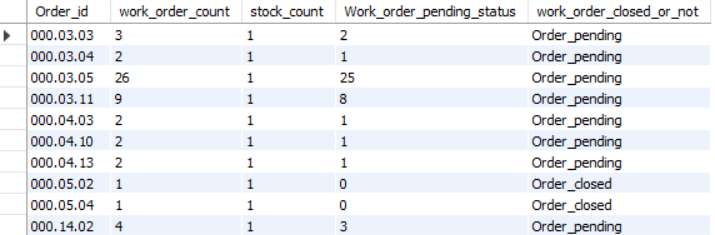 Order_id work_order_count stock_count Work_order_pending_status work_order_closed_or_not
000.03.03 3 1 2 Order_pending
000.03.04 2 1 1 Order_pending
000.03.05 26 1 25 Order_pending
000.03.11 9 1 8 Order_pending
000.04.03 2 1 1 Order_pending
000.04.10 2 1 1 Order_pending
000.04.13 2 1 1 Order_pending
000.05.02 1 1 0 Order_closed
000.05.04 1 1 0 Order_closed
000.14.02 4 1 3 Order_pending